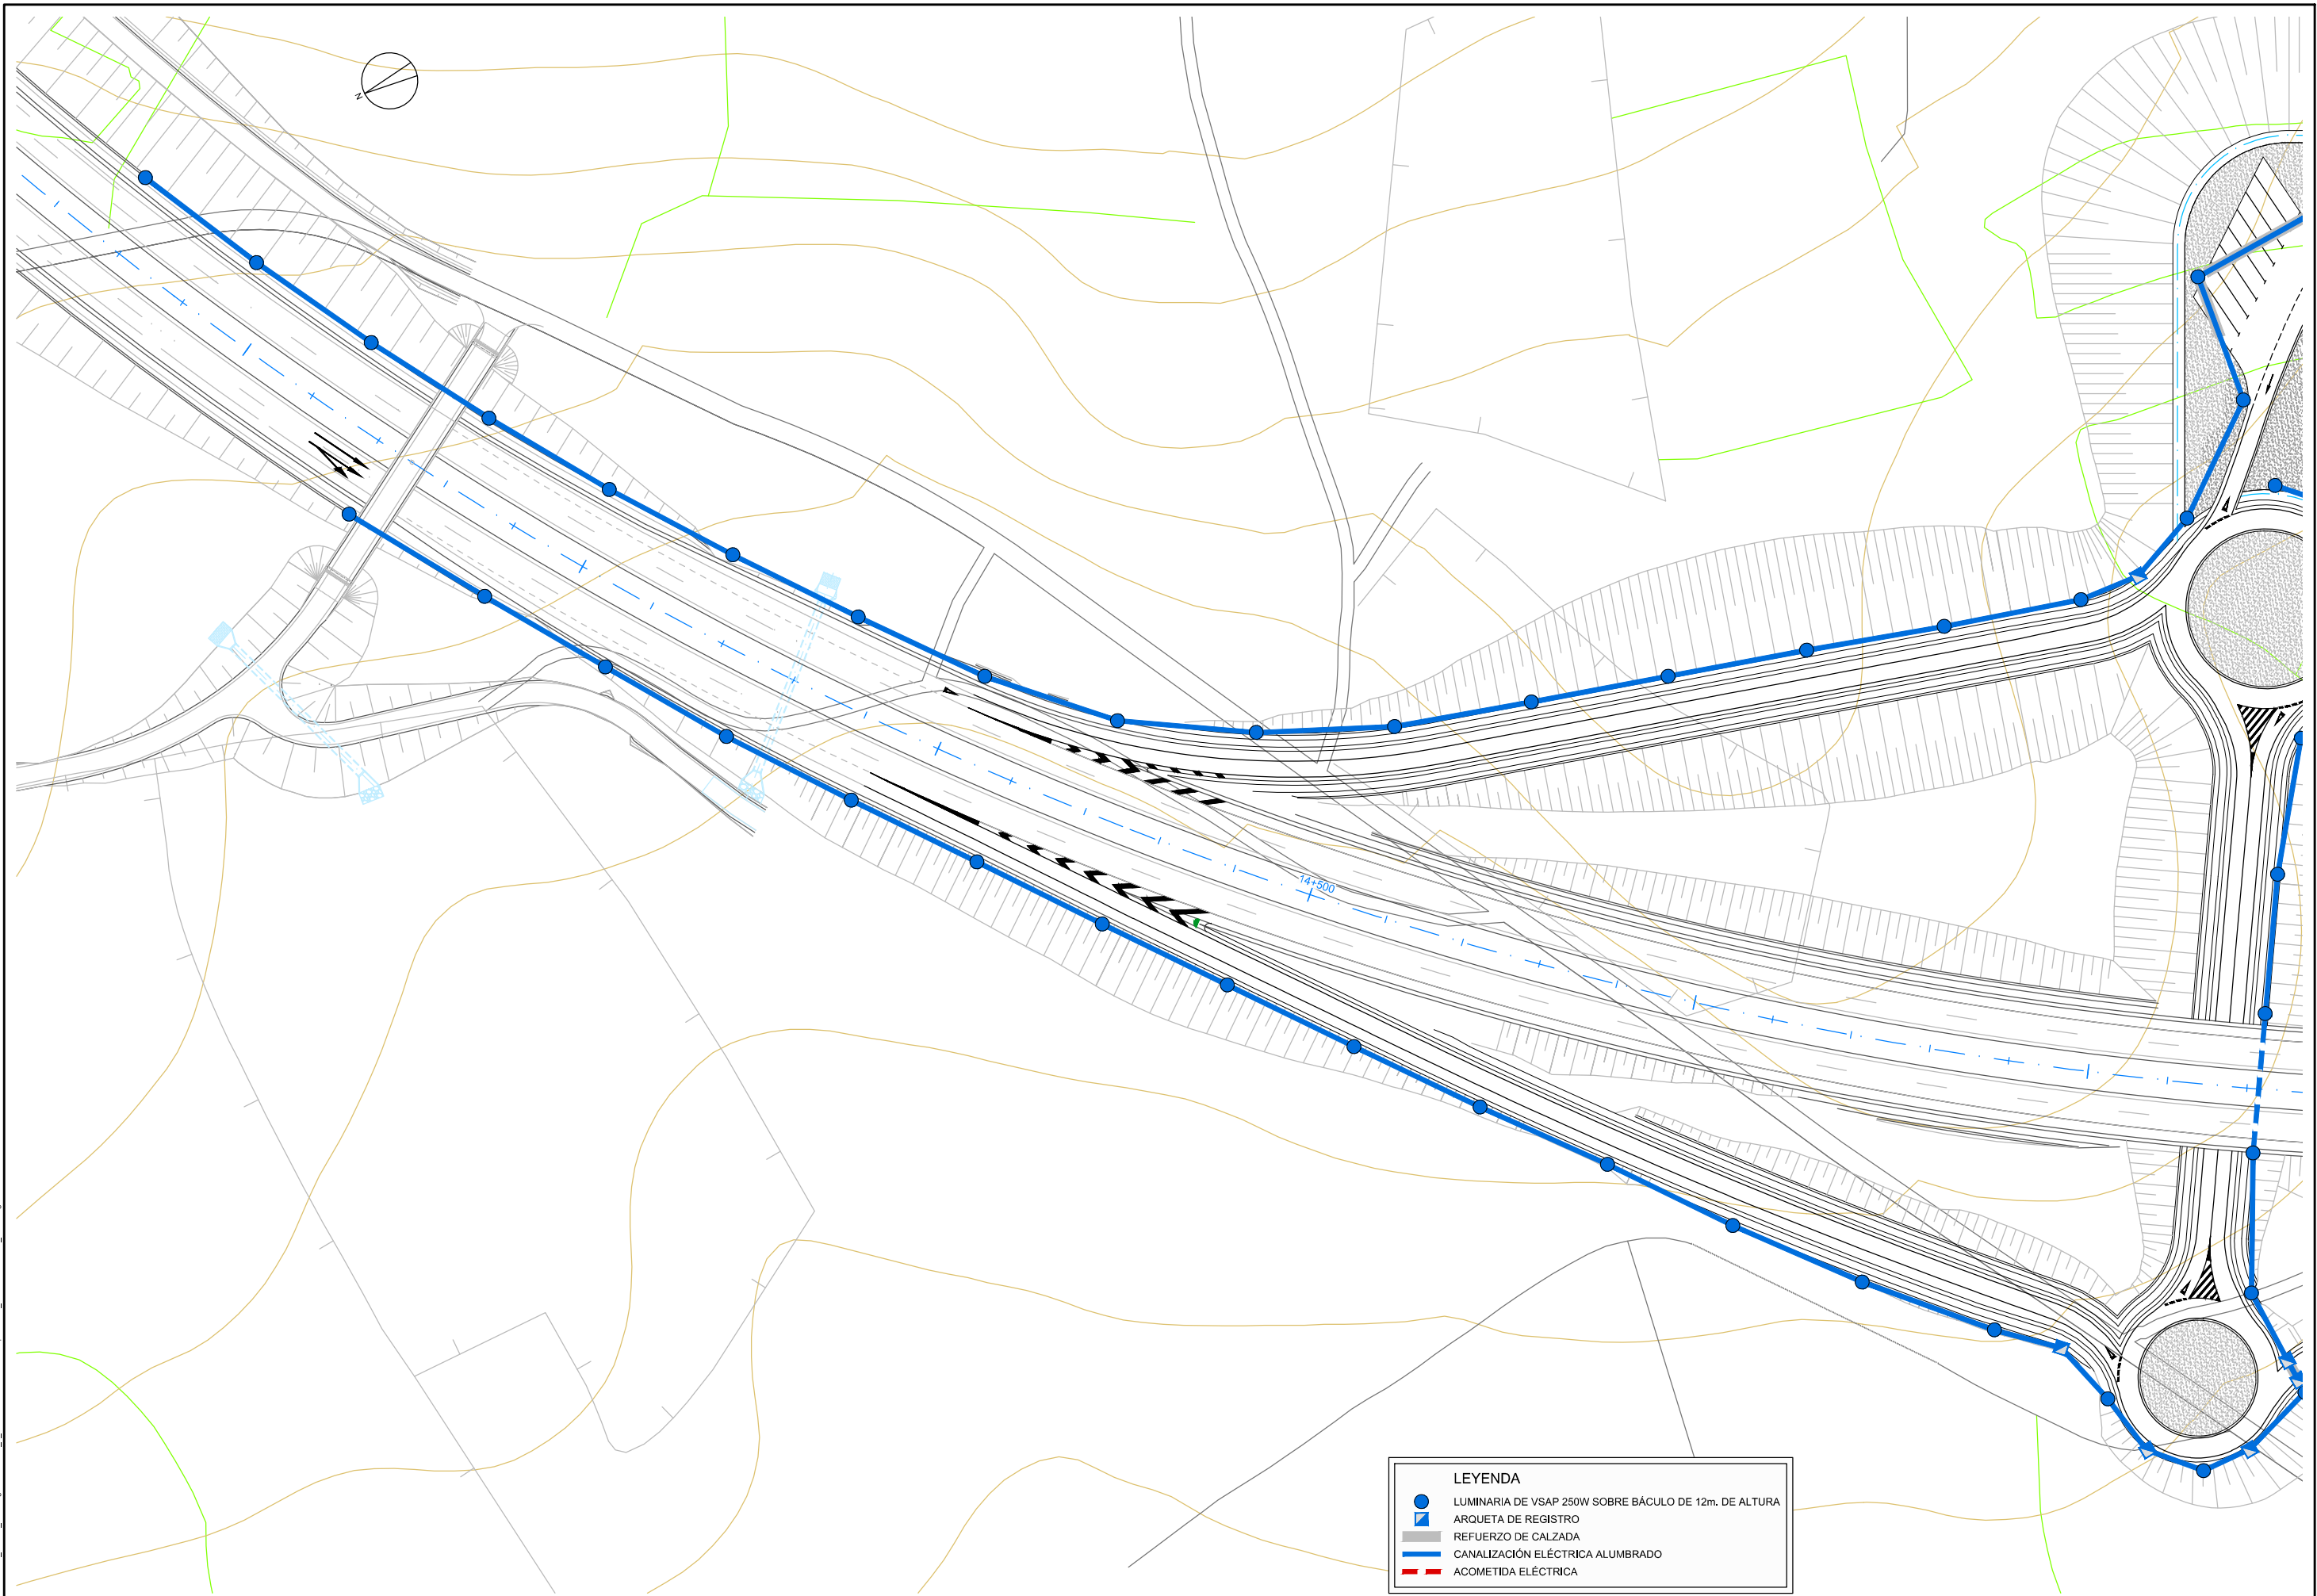 N
14+500
LEYENDA
LUMINARIA DE VSAP 250W SOBRE BÁCULO DE 12m. DE ALTURA
ARQUETA DE REGISTRO
REFUERZO DE CALZADA
CANALIZACIÓN ELÉCTRICA ALUMBRADO
ACOMETIDA ELÉCTRICA